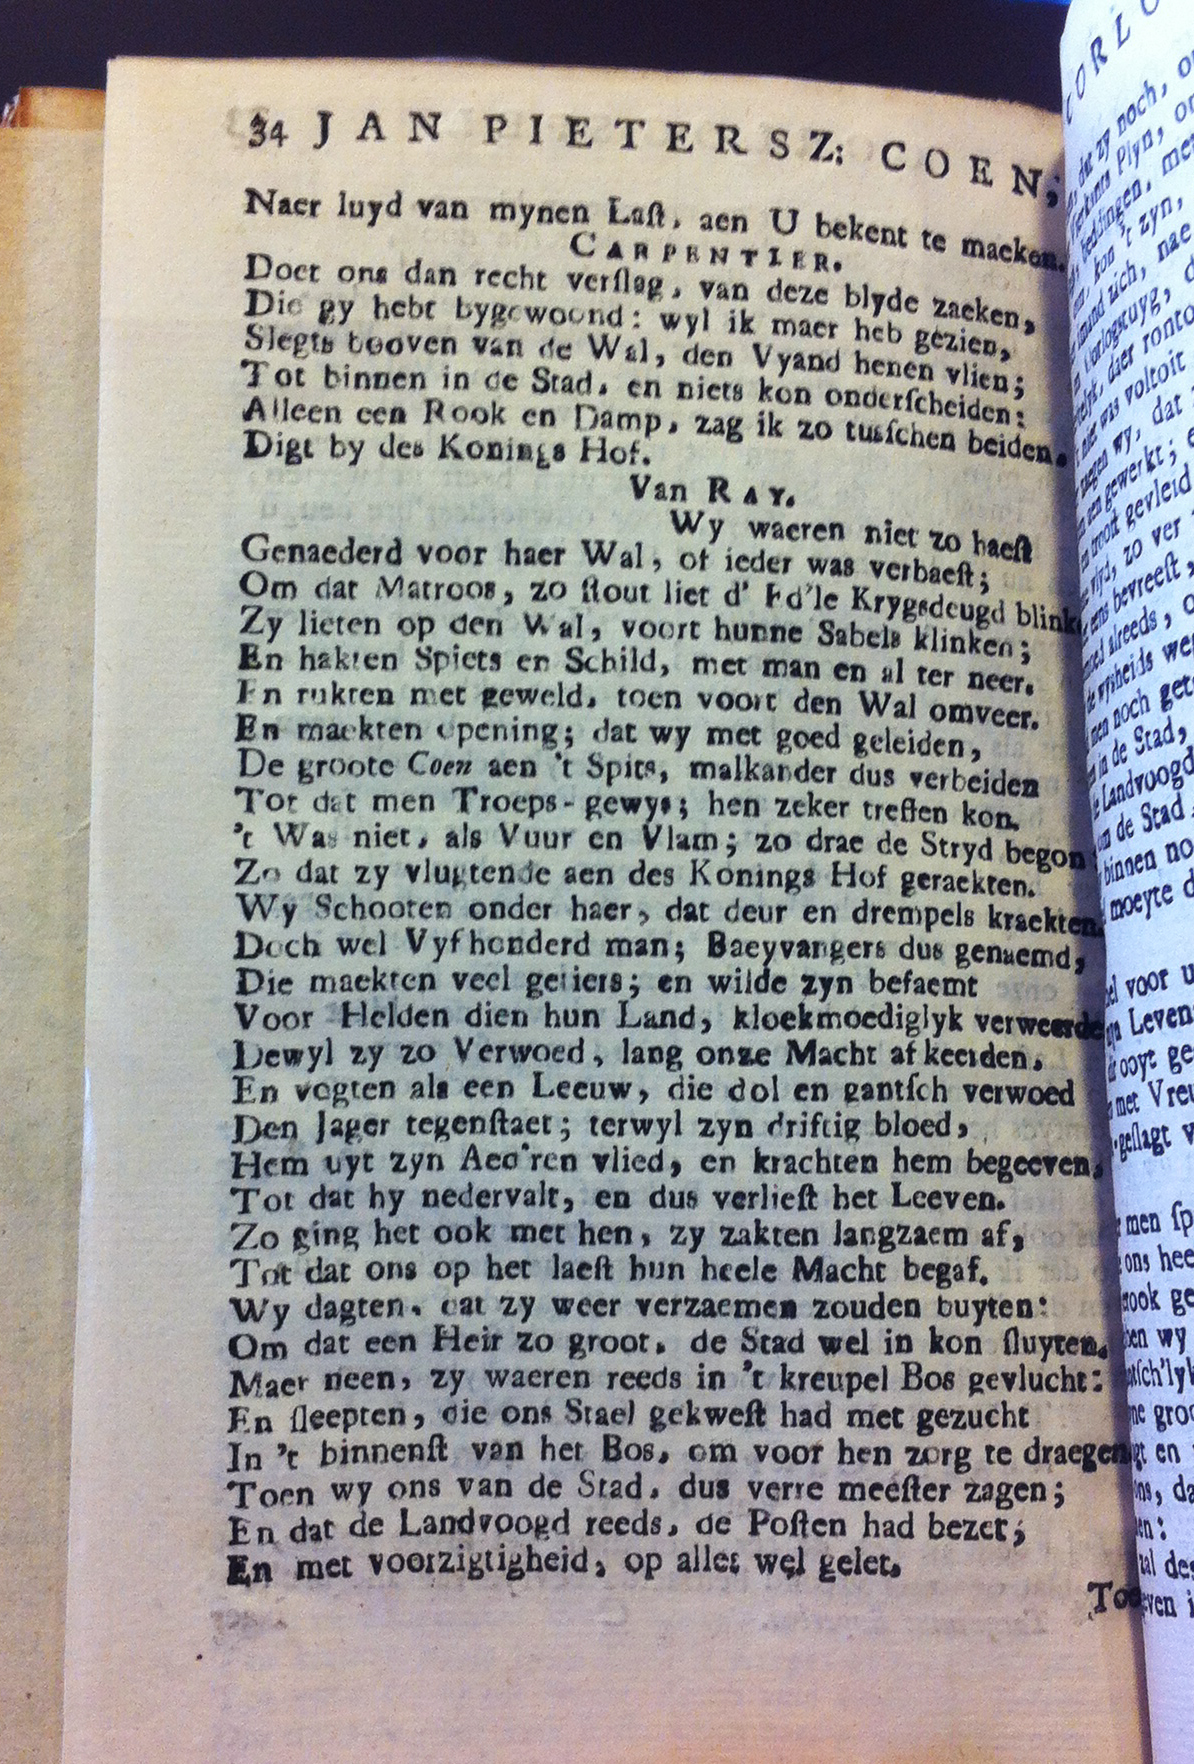 34 JAN PIETERSZ: COEN,
Naer luyd van mynen Laſt, aen U bekent te maeken.
CARPENTIER.
Doet ons dan recht verſlag, van deze blyde zaeken,
Die gy hebt bygewoond: wyl ik maer heb gezien,
Slegts booven van de Wal, den Vyand henen vlien;
Tot binnen in de Stad, en niets kon onderſcheiden:
Alleen een Rook en Damp, zag ik zo tusſchen beiden.
Digt by des Konings Hof.
Van RAY.
Wy waeren niet zo haeſt
Genaederd voor haer Wal, of ieder was verbaeſt;
Om dat Matroos, zo ſtout liet d' Ed'le Krygsdeugd blinke
Zy lieten op den Wal, voort hunne Sabels klinken;
En hakten Spiets en Schild, met man en al ter neer.
En rukten met geweld, toen voort den Wal omveer.
En maekten opening; dat wy met goed geleiden,
De groote Coen aen 't Spits, malkander dus verbeiden
Tot dat men Troeps-gewys; hen zeker treffen kon.
't Was niet, als Vuur en Vlam; zo drae de Stryd begon
Zo dat zy vlugtende aen des Konings Hof geraekten.
Wy Schooten onder haer, dat deur en drempels kraekten
Doch wel Vyfhonderd man; Baeyvangers dus genaemd,
Die maekten veel getiers; en wilde zyn befaemt
Voor Helden dien hun Land, kloekmoediglyk verweerde
Dewyl zy zo Verwoed, lang onze Macht afkeerden.
En vogten als een Leeuw, die dol en gantſch verwoed
Den Jager tegenſtaet; terwyl zyn driftig bloed,
Hem uyt zyn Aed'ren vlied, en krachten hem begeeven,
Tot dat hy nedervalt, en dus verlieſt het Leeven.
Zo ging het ook met hen, zy zakten langzaem af,
Tot dat ons op het laeſt hun heele Macht begaf.
Wy dagten, dat zy weer verzaemen zouden buyten:
Om dat een Heir zo groot, de Stad wel in kon ſluyten.
Maer neen, zy waeren reeds in 't kreupel Bos gevlucht:
En ſleepten, die ons Stael gekweſt had met gezucht
In 't binnenſt van het Bos, om voor hen zorg te draegen
Toen wy ons van de Stad, dus verre meeſter zagen;
En dat de Landvoogd reeds, de Poſten had bezet;
En met voorzigtigheid, op alles wel gelet,
Too